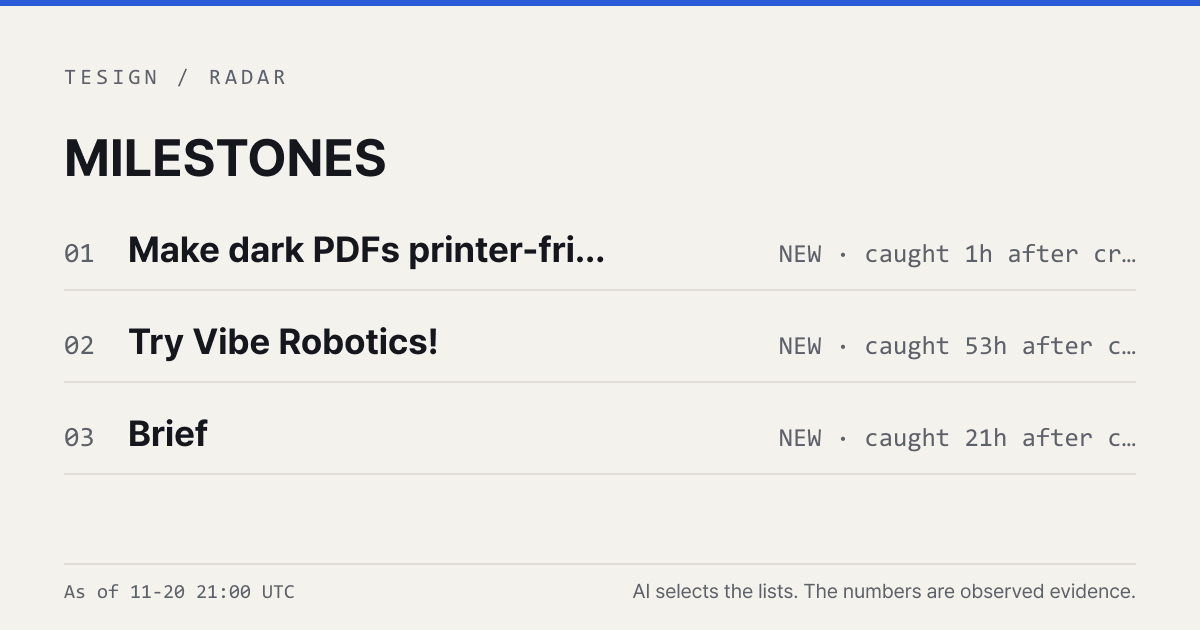 TESIGN / RADAR
MILESTONES
01 Make dark PDFs printer-fri... NEW · caught 1h after cr…
02 Try Vibe Robotics! NEW · caught 53h after c…
03 Brief NEW · caught 21h after c…
As of 11-20 21:00 UTC AI selects the lists. The numbers are observed evidence.